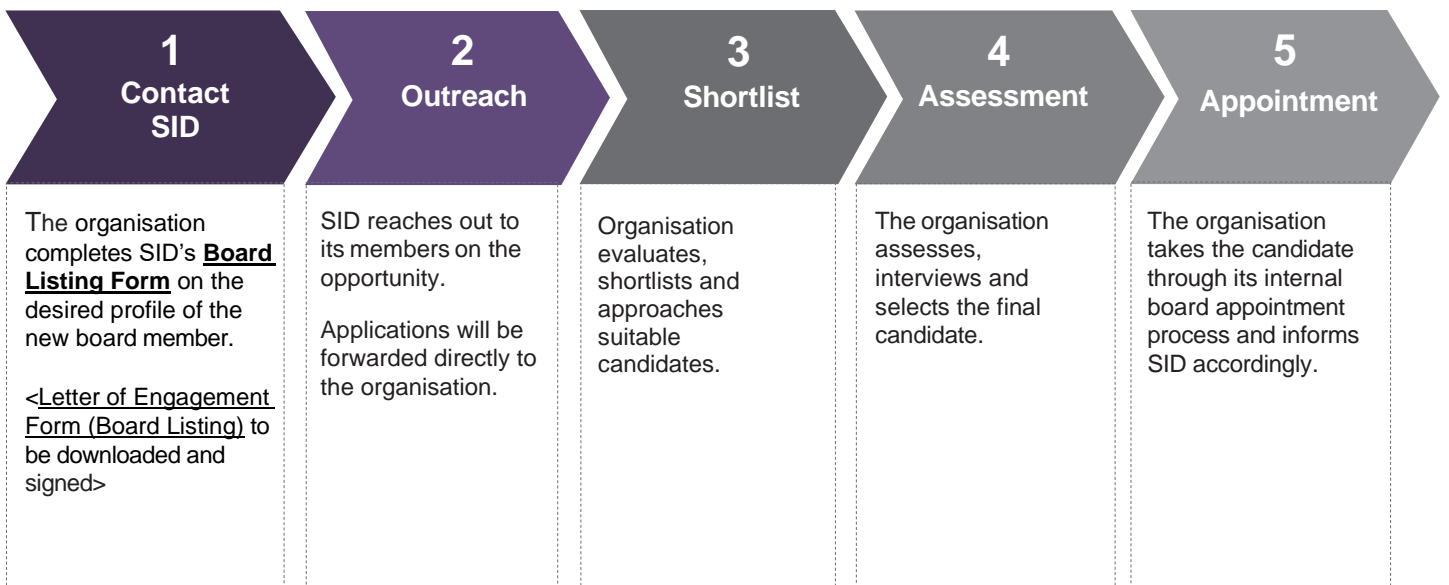 1
Contact
SID
2
Outreach
3
Shortlist
4
Assessment
5
Appointment
The organisation
completes SID's Board
Listing Form on the
desired profile of the
new board member.
<Letter of Engagement
Form (Board Listing) to
be downloaded and
signed>
SID reaches out to
its members on the
opportunity.
Applications will be
forwarded directly to
the organisation.
Organisation
evaluates,
shortlists and
approaches
suitable
candidates.
The organisation
assesses,
interviews and
selects the final
candidate.
The organisation
takes the candidate
through its internal
board appointment
process and informs
SID accordingly.